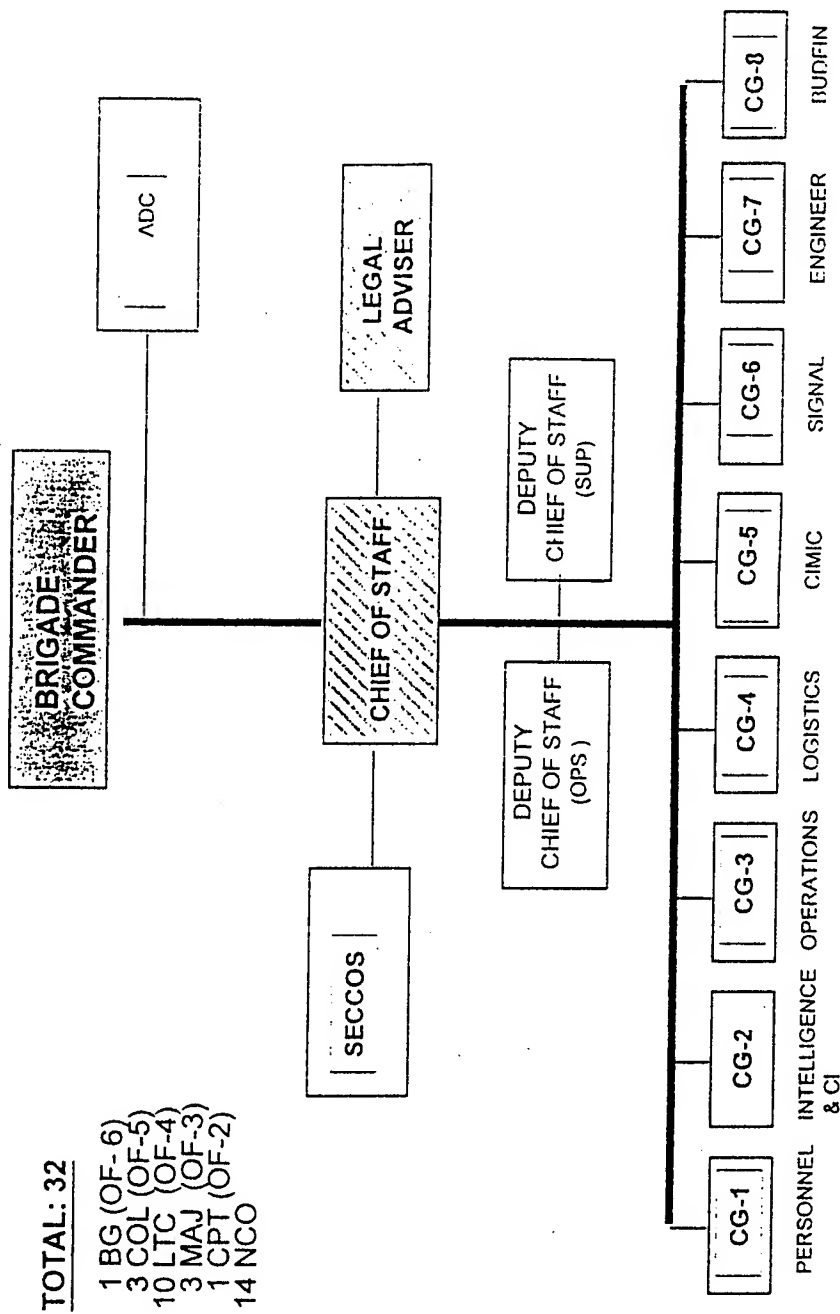 TOTAL: 32
1 BG (OF- 6)
3 COL (OF-5)
10 LTC (OF-4)
3 MAJ (OF-3)
1 CPT (OF-2)
14 NCO
BRIGADE
COMMANDER
ADC
SECCOS
CHIEF OF STAFF
LEGAL
ADVISER
DEPUTY
CHIEF OF STAFF
(OPS )
DEPUTY
CHIEF OF STAFF
(SUP)
CG-1
CG-2
CG-3
CG-4
CG-5
CG-6
CG-7
CG-8
PERSONNEL
INTELLIGENCE
& CI
OPERATIONS
LOGISTICS
CIMIC
SIGNAL
ENGINEER
BUDFIN